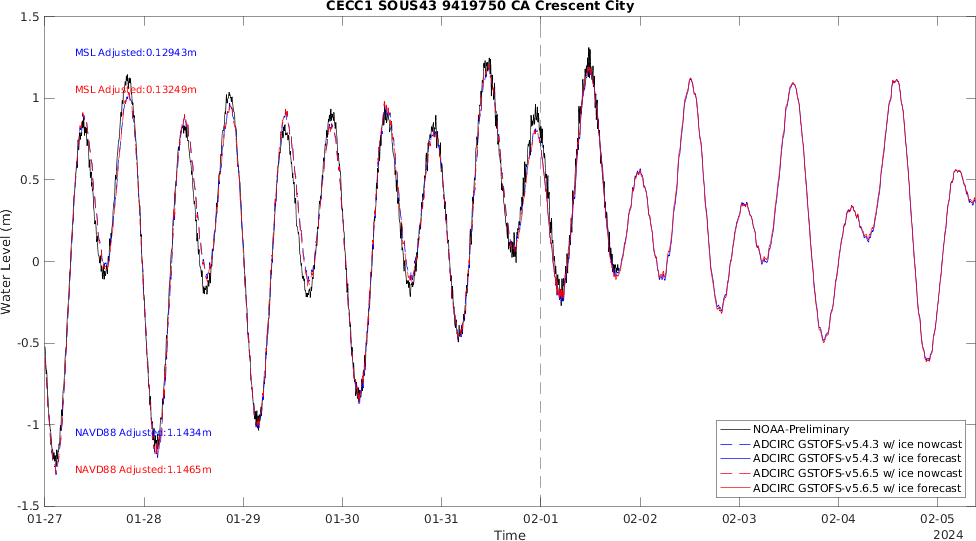 CECC1 SOUS43 9419750 CA Crescent City
1.5
MSL Adjusted:0.12943m
MSL Adjusted:0.13249m
1
0.5
0
-0.5
-1
-1.5
Water Level (m)
NAVD88 Adjusted:1.1434m
NAVD88 Adjusted:1.1465m
NOAA-Preliminary
ADCIRC GSTOFS-v5.4.3 w/ ice nowcast
ADCIRC GSTOFS-v5.4.3 w/ ice forecast
ADCIRC GSTOFS-v5.6.5 w/ ice nowcast
ADCIRC GSTOFS-v5.6.5 w/ ice forecast
01-27 01-28 01-29 01-30 01-31 02-01 02-02 02-03 02-04 02-05
Time
2024